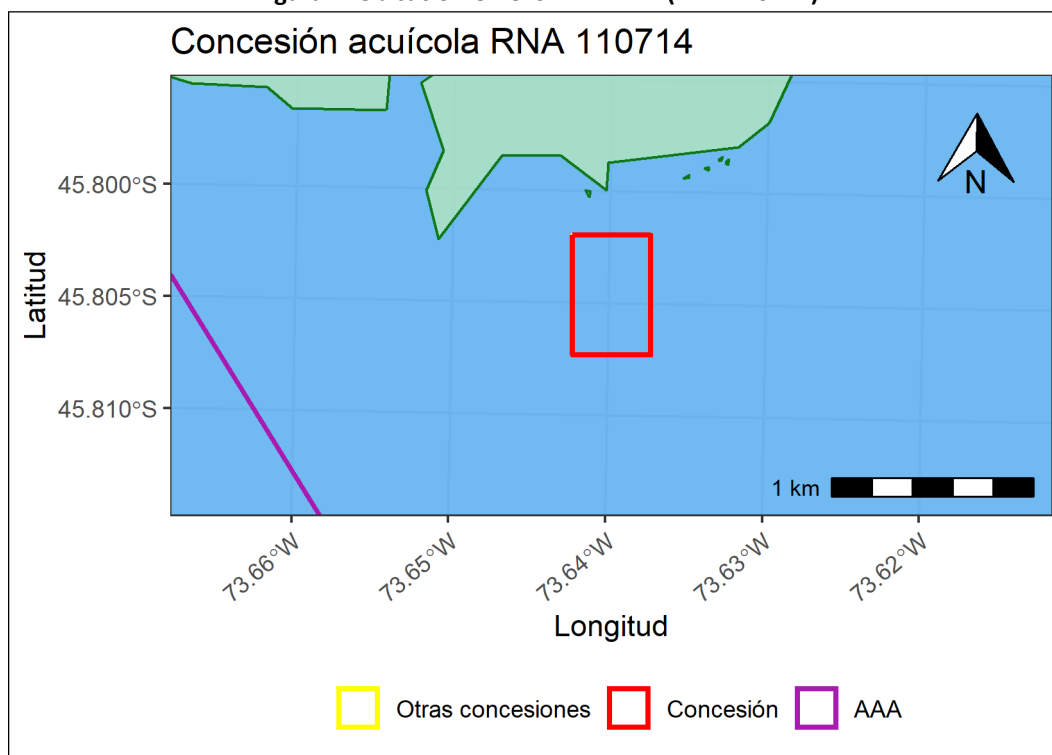 Concesión acuícola RNA 110714
45.800°S
45.805°S
45.810°S
Latitud
N
1 km
73.66°W
73.65°W
73.64°W
73.63°W
73.62°W
Longitud
Otras concesiones
Concesión
AAA